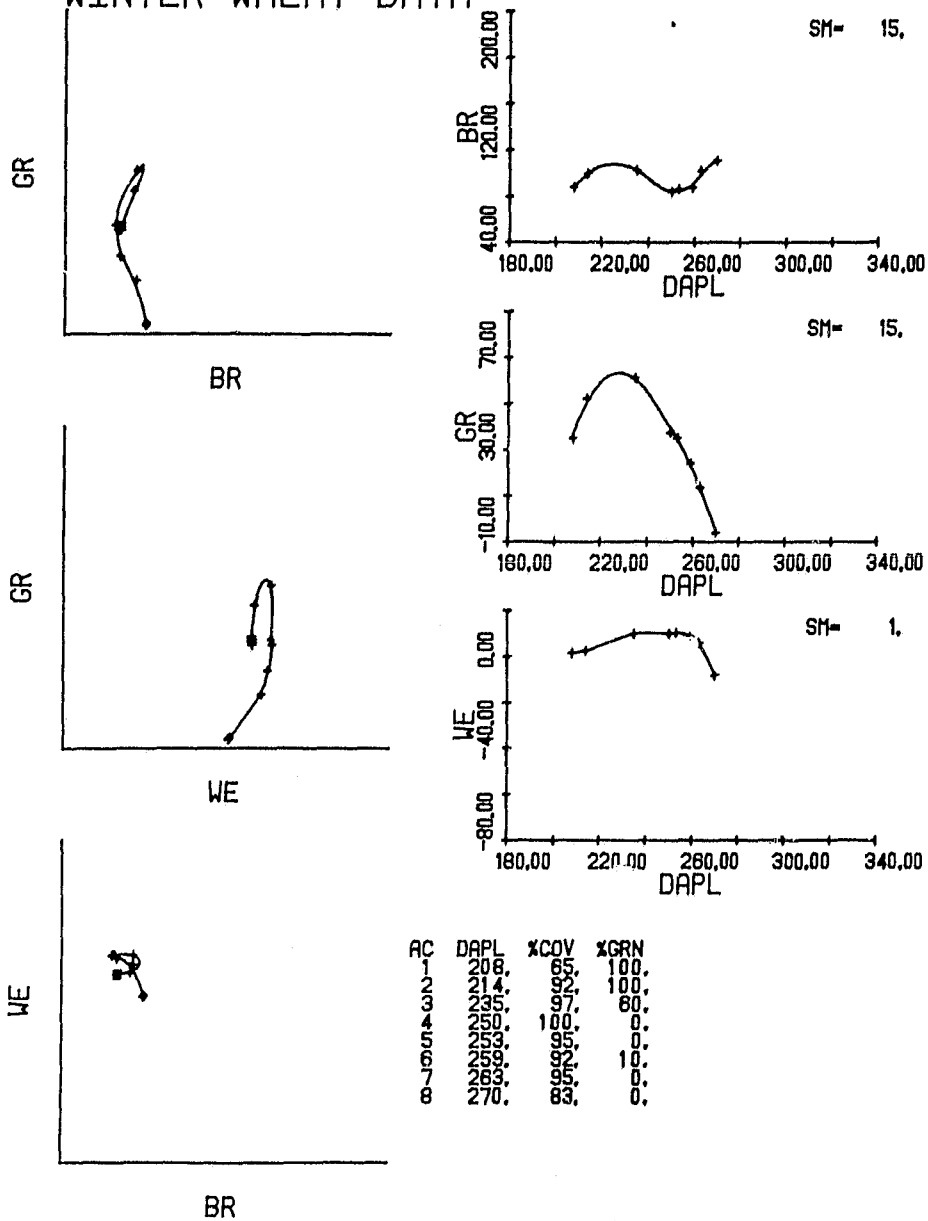 WINTER WHEAT DATA
GR
BR
GR
WE
WE
BR
SM= 15.
BR
200.00
120.00
40.00
180.00 220.00 260.00 300.00 340.00
DAPL
SM= 15.
GR
70.00
30.00
-10.00
180.00 220.00 260.00 300.00 340.00
DAPL
SM= 1.
WE
0.00
-40.00
-80.00
180.00 220.00 260.00 300.00 340.00
DAPL
AC DAPL %COV %GRN
1 208. 65. 100.
2 214. 92. 100.
3 235. 97. 60.
4 250. 100. 0.
5 253. 95. 0.
6 259. 92. 10.
7 263. 95. 0.
8 270. 83. 0.